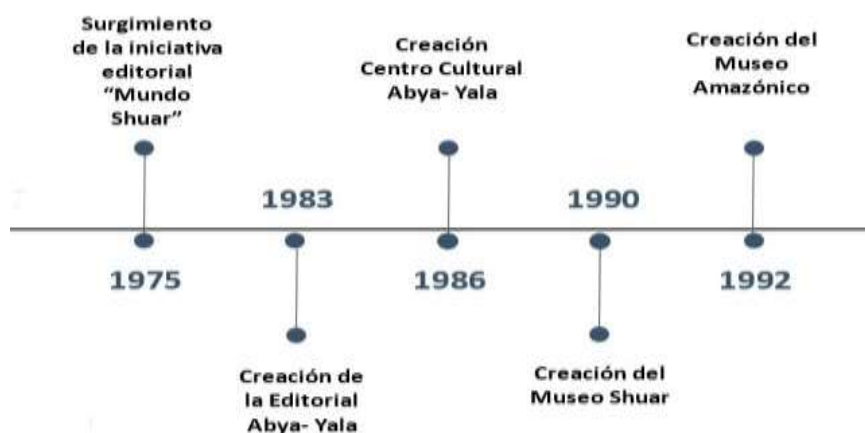 Surgimiento
de la iniciativa
editorial
“Mundo
Shuar”
1975
1983
Creación de
la Editorial
Abya- Yala
Creación
Centro Cultural
Abya- Yala
1986
1990
Creación del
Museo Shuar
Creación del
Museo
Amazónico
1992